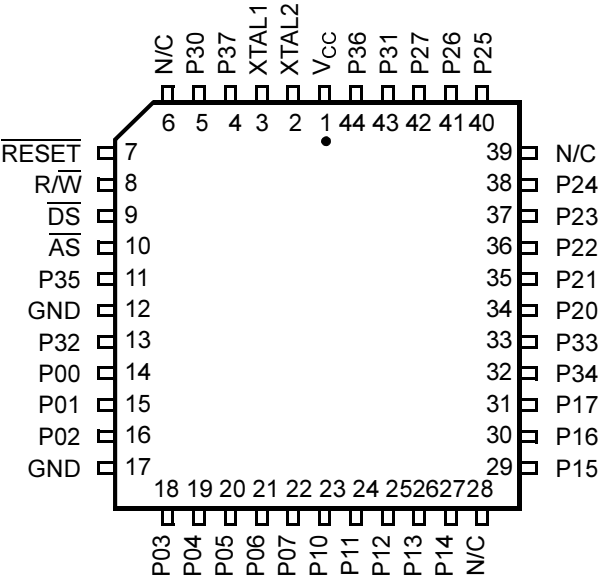 N/C P30 P37 XTAL1 XTAL2 VCC P36 P31 P27 P26 P25
6 5 4 3 2 1 44 43 42 41 40
RESET 7 39 N/C
R/W 8 38 P24
DS 9 37 P23
AS 10 36 P22
P35 11 35 P21
GND 12 34 P20
P32 13 33 P33
P00 14 32 P34
P01 15 31 P17
P02 16 30 P16
GND 17 29 P15
18 19 20 21 22 23 24 25 26 27 28
P03 P04 P05 P06 P07 P10 P11 P12 P13 P14 N/C